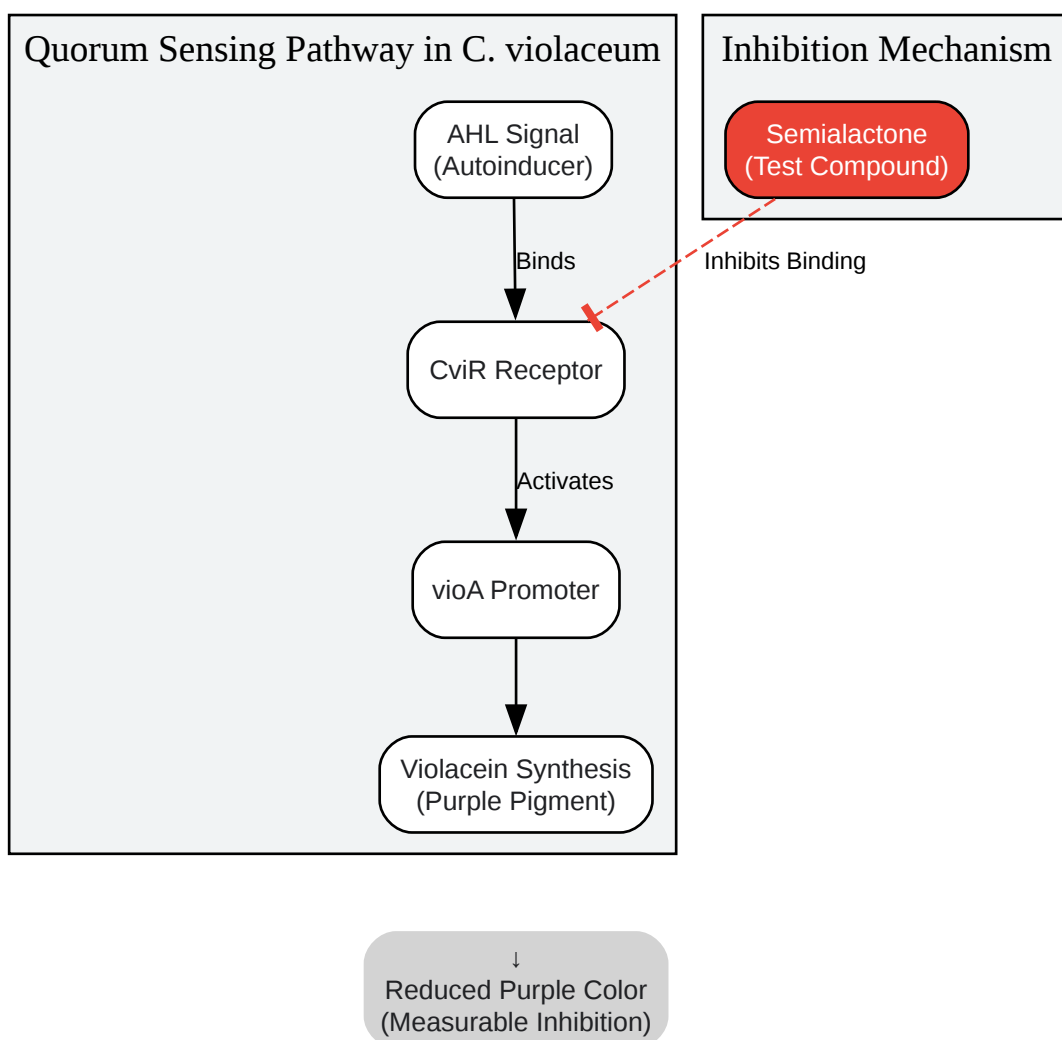 Quorum Sensing Pathway in C. violaceum
AHL Signal
(Autoinducer)
Binds
CviR Receptor
Activates
vioA Promoter
Violacein Synthesis
(Purple Pigment)
Inhibition Mechanism
Semialactone
(Test Compound)
Inhibits Binding
↓
Reduced Purple Color
(Measurable Inhibition)